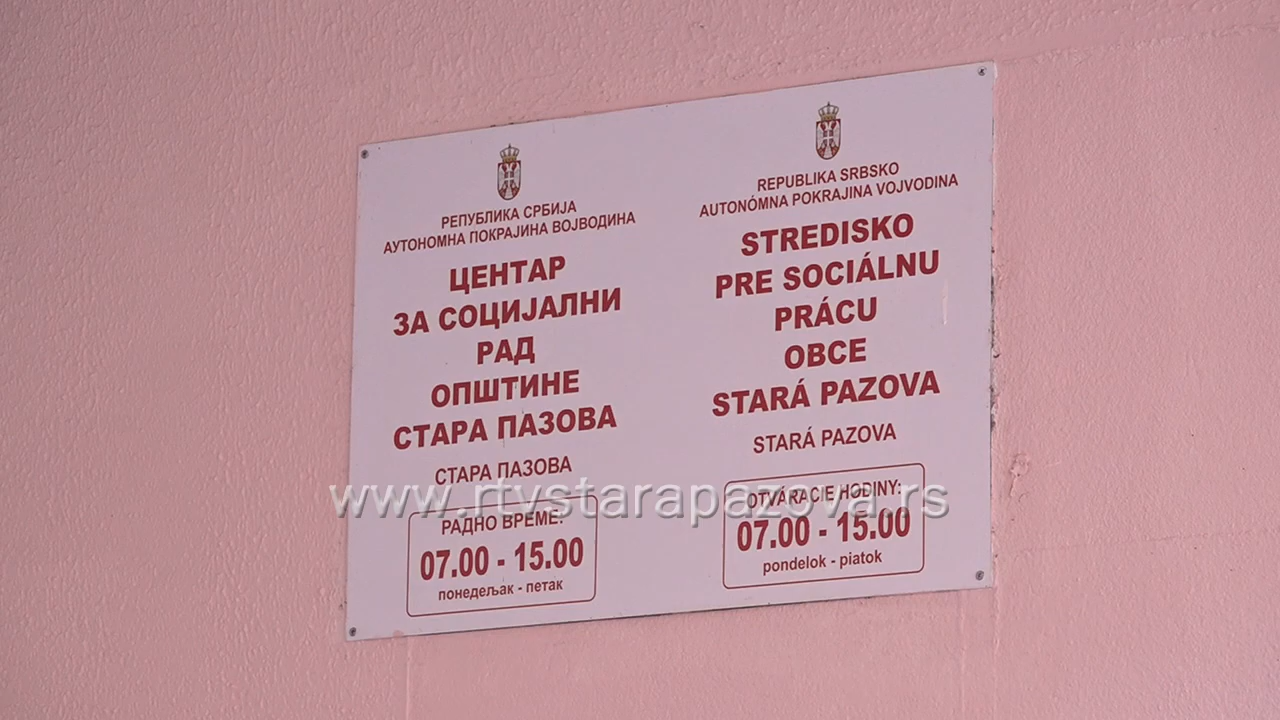 РЕПУБЛИКА СРБИЈА
АУТОНОМНА ПОКРАЈИНА ВОЈВОДИНА
ЦЕНТАР
ЗА СОЦИЈАЛНИ
РАД
ОПШТИНЕ
СТАРА ПАЗОВА
СТАРА ПАЗОВА
РАДНО ВРЕМЕ:
07.00 - 15.00
понедељак - петак
REPUBLIKA SRBSKO
AUTONÓMNA POKRAJINA VOJVODINA
STREDISKO
PRE SOCIÁLNU
PRÁCU
OBCE
STARÁ PAZOVA
STARÁ PAZOVA
OTVÁRACIE HODINY:
07.00 - 15.00
pondelok - piatok
www.rtvstarapazova.rs